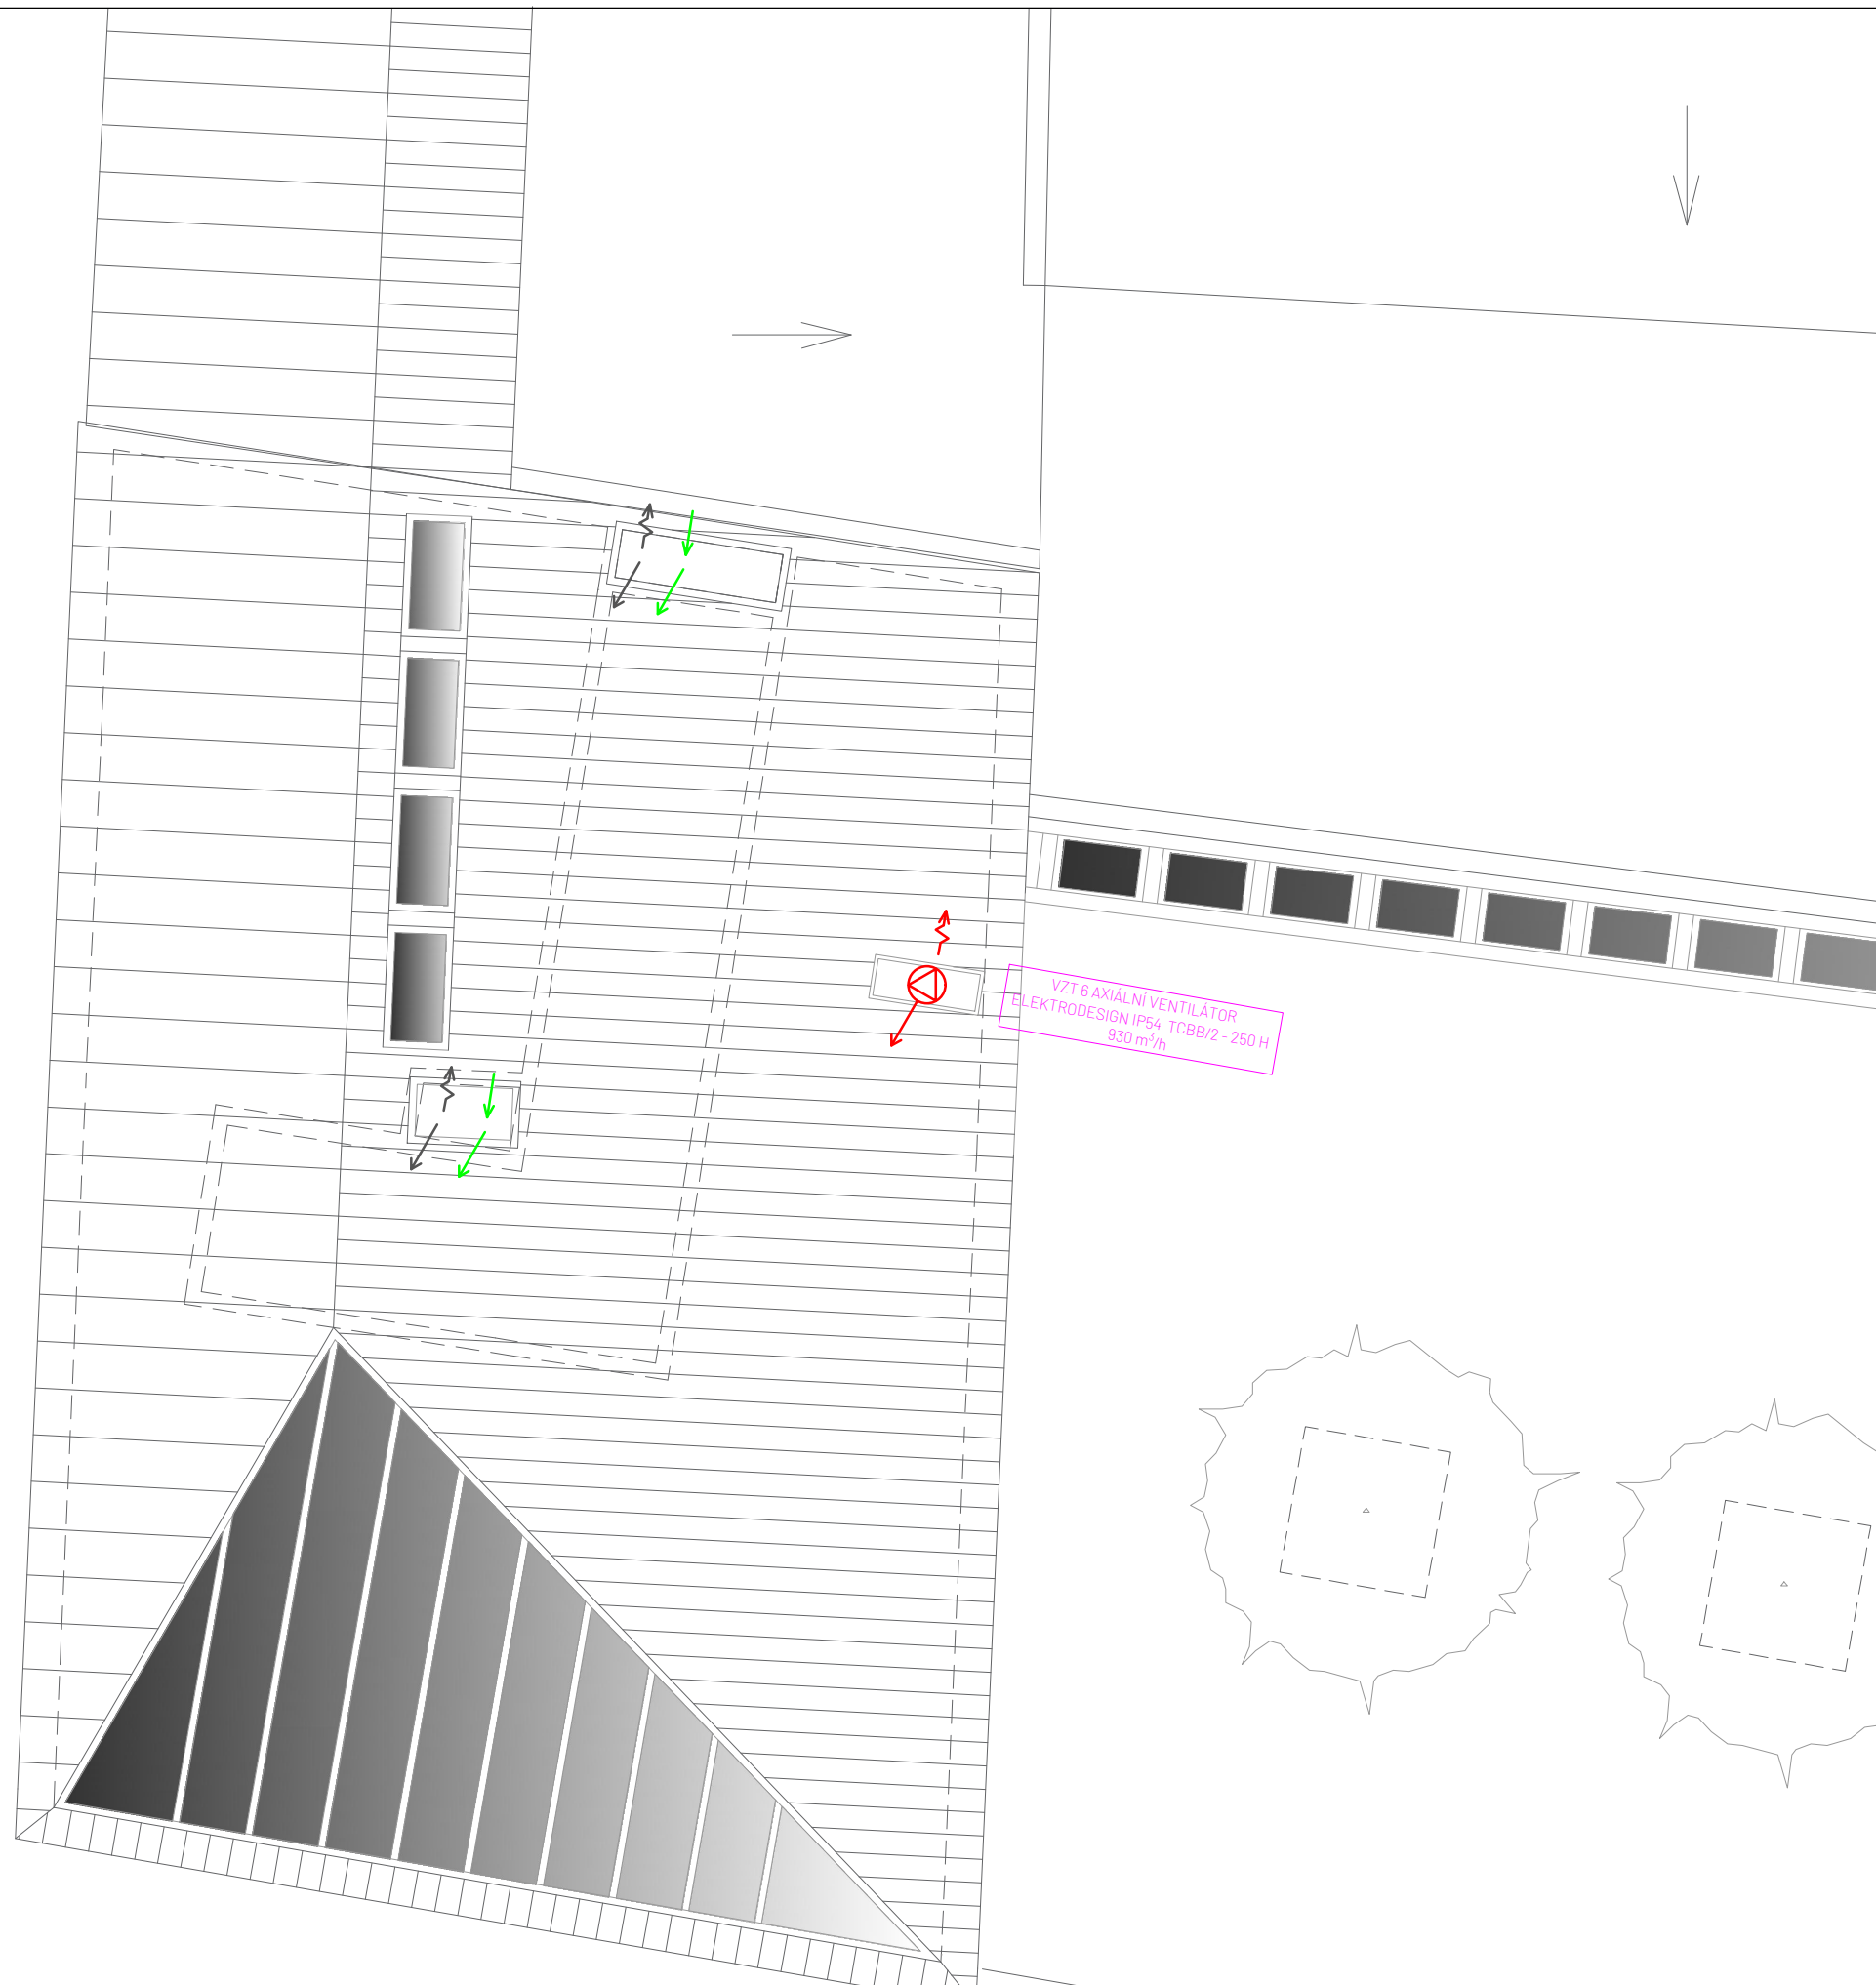 VZT 6 AXIÁLNÍ VENTILÁTOR
ELEKTRODESIGN IP54 TCBB/2 - 250 H
930 m³/h